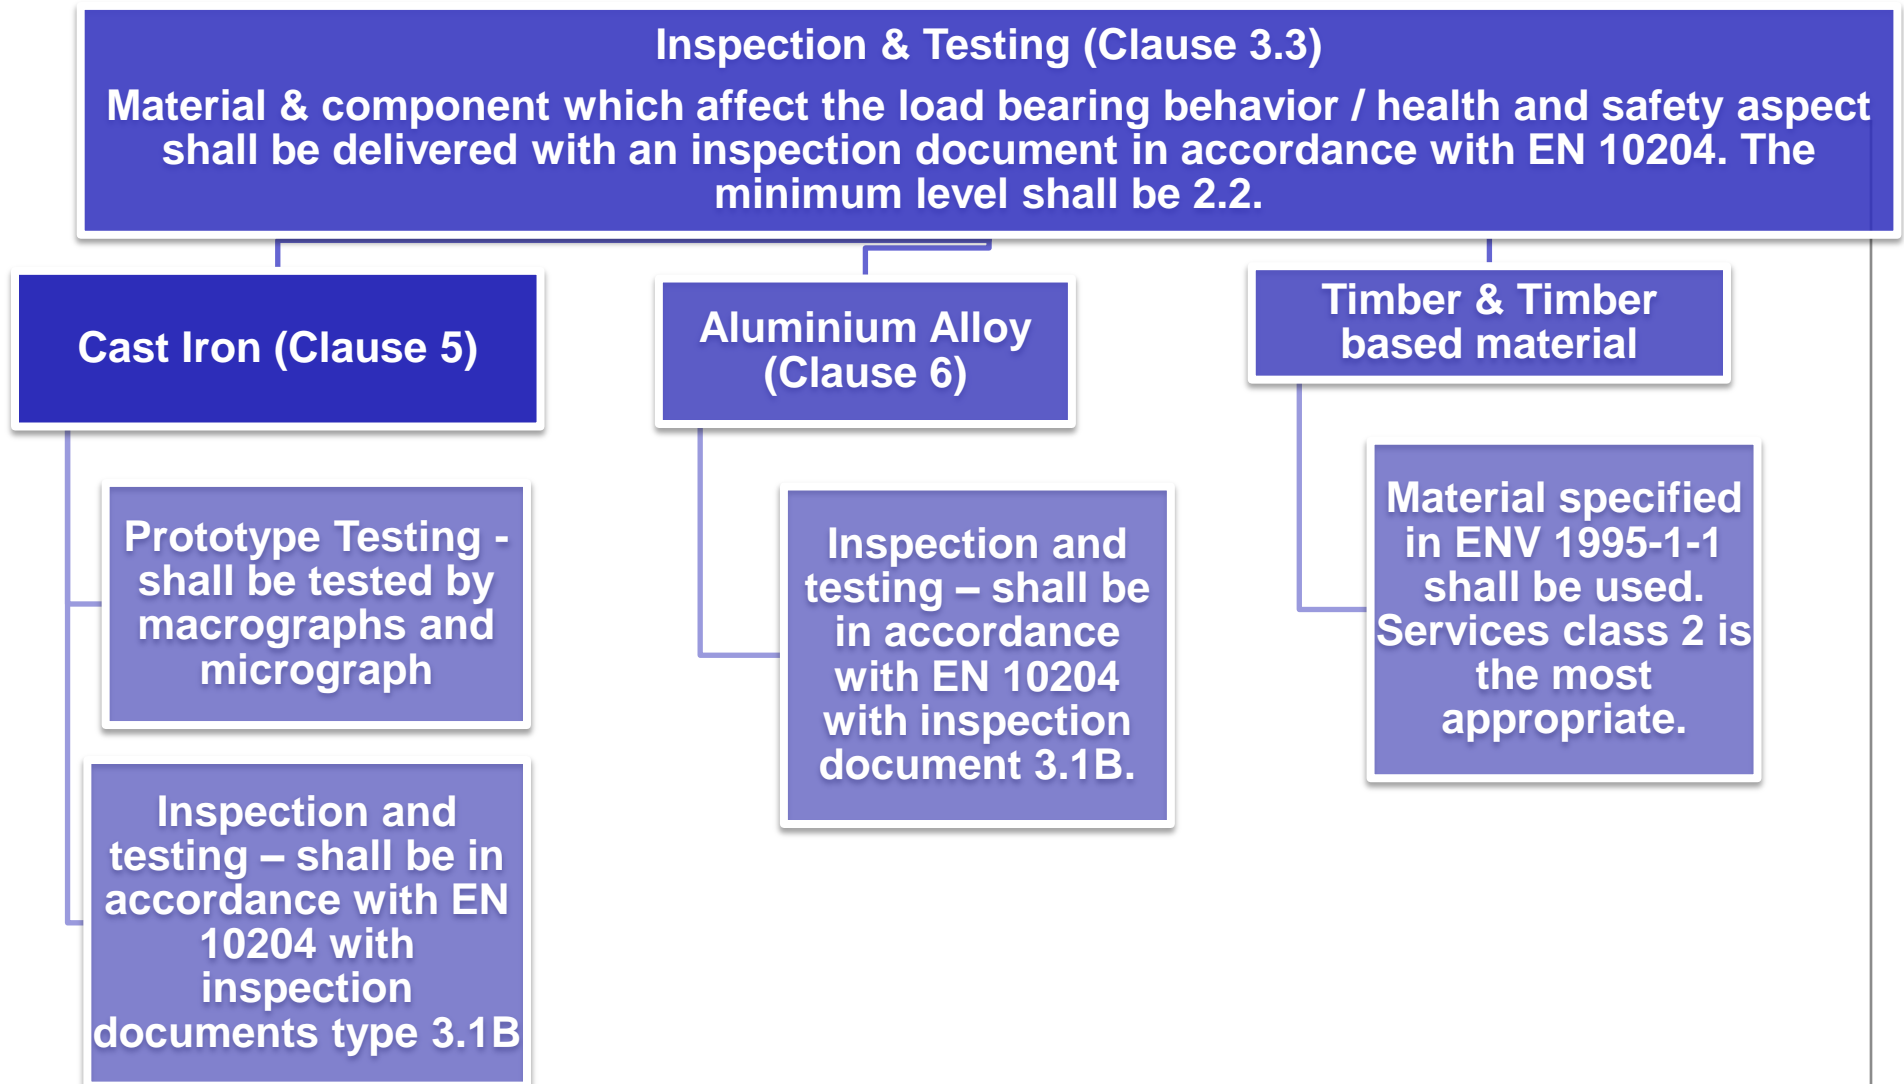 Inspection & Testing (Clause 3.3)
Material & component which affect the load bearing behavior / health and safety aspect
shall be delivered with an inspection document in accordance with EN 10204. The
minimum level shall be 2.2.
Cast Iron (Clause 5)
Prototype Testing -
shall be tested by
macrographs and
micrograph
Inspection and
testing – shall be in
accordance with EN
10204 with
inspection
documents type 3.1B
Aluminium Alloy
(Clause 6)
Inspection and
testing – shall be
in accordance
with EN 10204
with inspection
document 3.1B.
Timber & Timber
based material
Material specified
in ENV 1995-1-1
shall be used.
Services class 2 is
the most
appropriate.